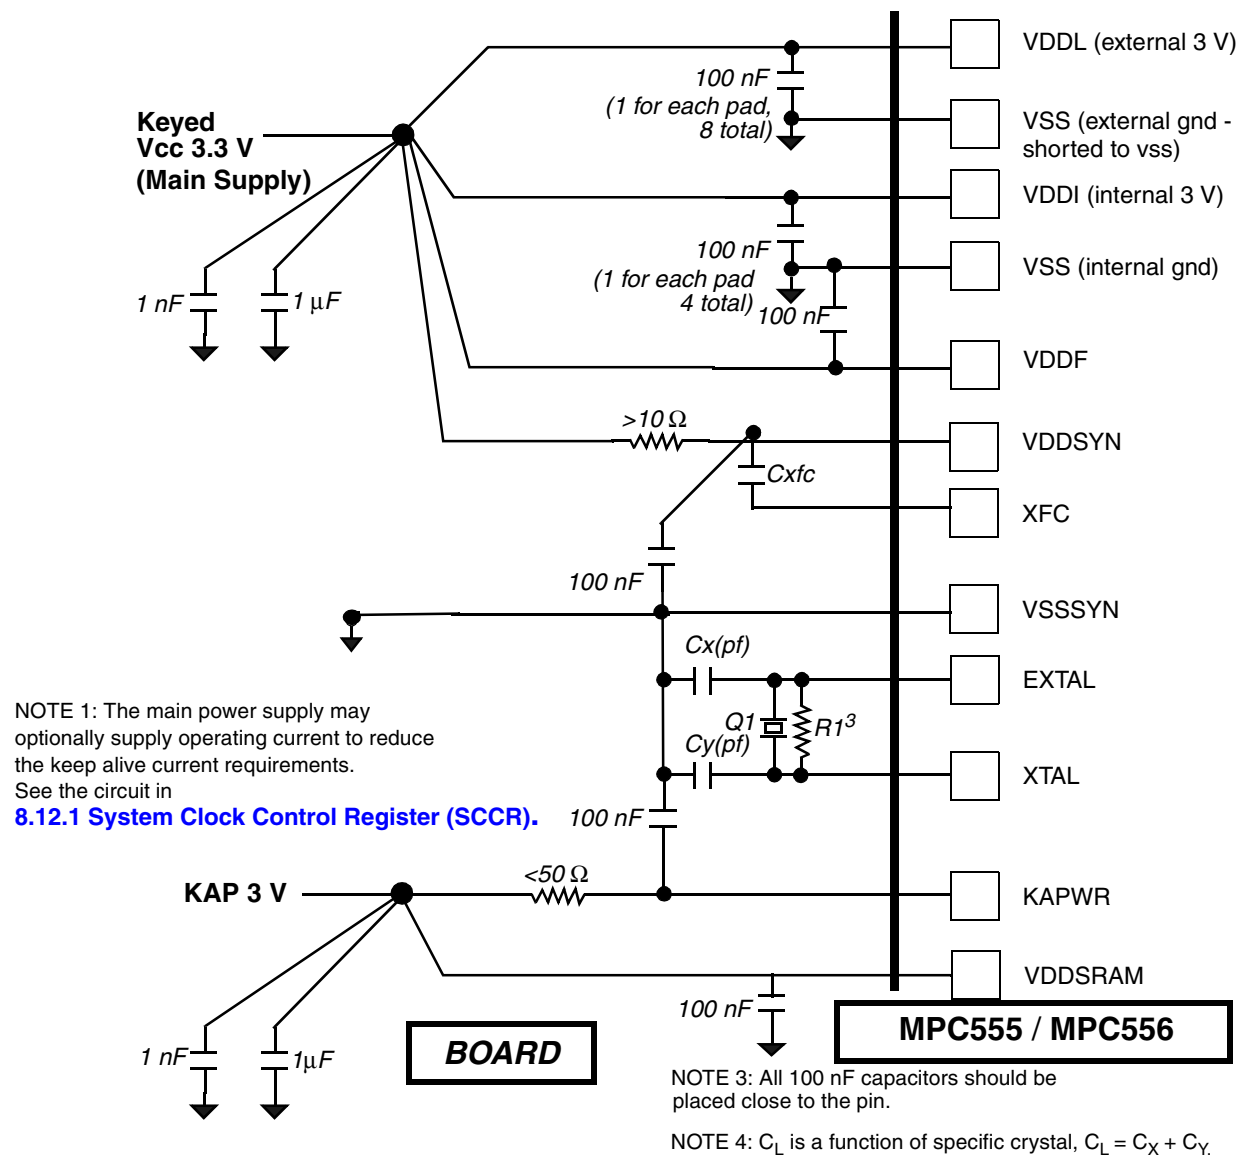 VDDL (external 3 V)
100 nF
(1 for each pad,
8 total)
Keyed
Vcc 3.3 V
(Main Supply)
VSS (external gnd -
shorted to vss)
VDDI (internal 3 V)
100 nF
(1 for each pad
4 total)
VSS (internal gnd)
1 nF
1 μF
100 nF
VDDF
>10 Ω
VDDSYN
Cxfc
XFC
100 nF
VSSSYN
Cx(pf)
EXTAL
Q1
R1³
Cy(pf)
XTAL
NOTE 1: The main power supply may
optionally supply operating current to reduce
the keep alive current requirements.
See the circuit in
8.12.1 System Clock Control Register (SCCR).
100 nF
<50 Ω
KAP 3 V
KAPWR
VDDSRAM
100 nF
1 nF
1μF
BOARD
MPC555 / MPC556
NOTE 3: All 100 nF capacitors should be
placed close to the pin.
NOTE 4: C_L is a function of specific crystal, C_L = C_X + C_Y.